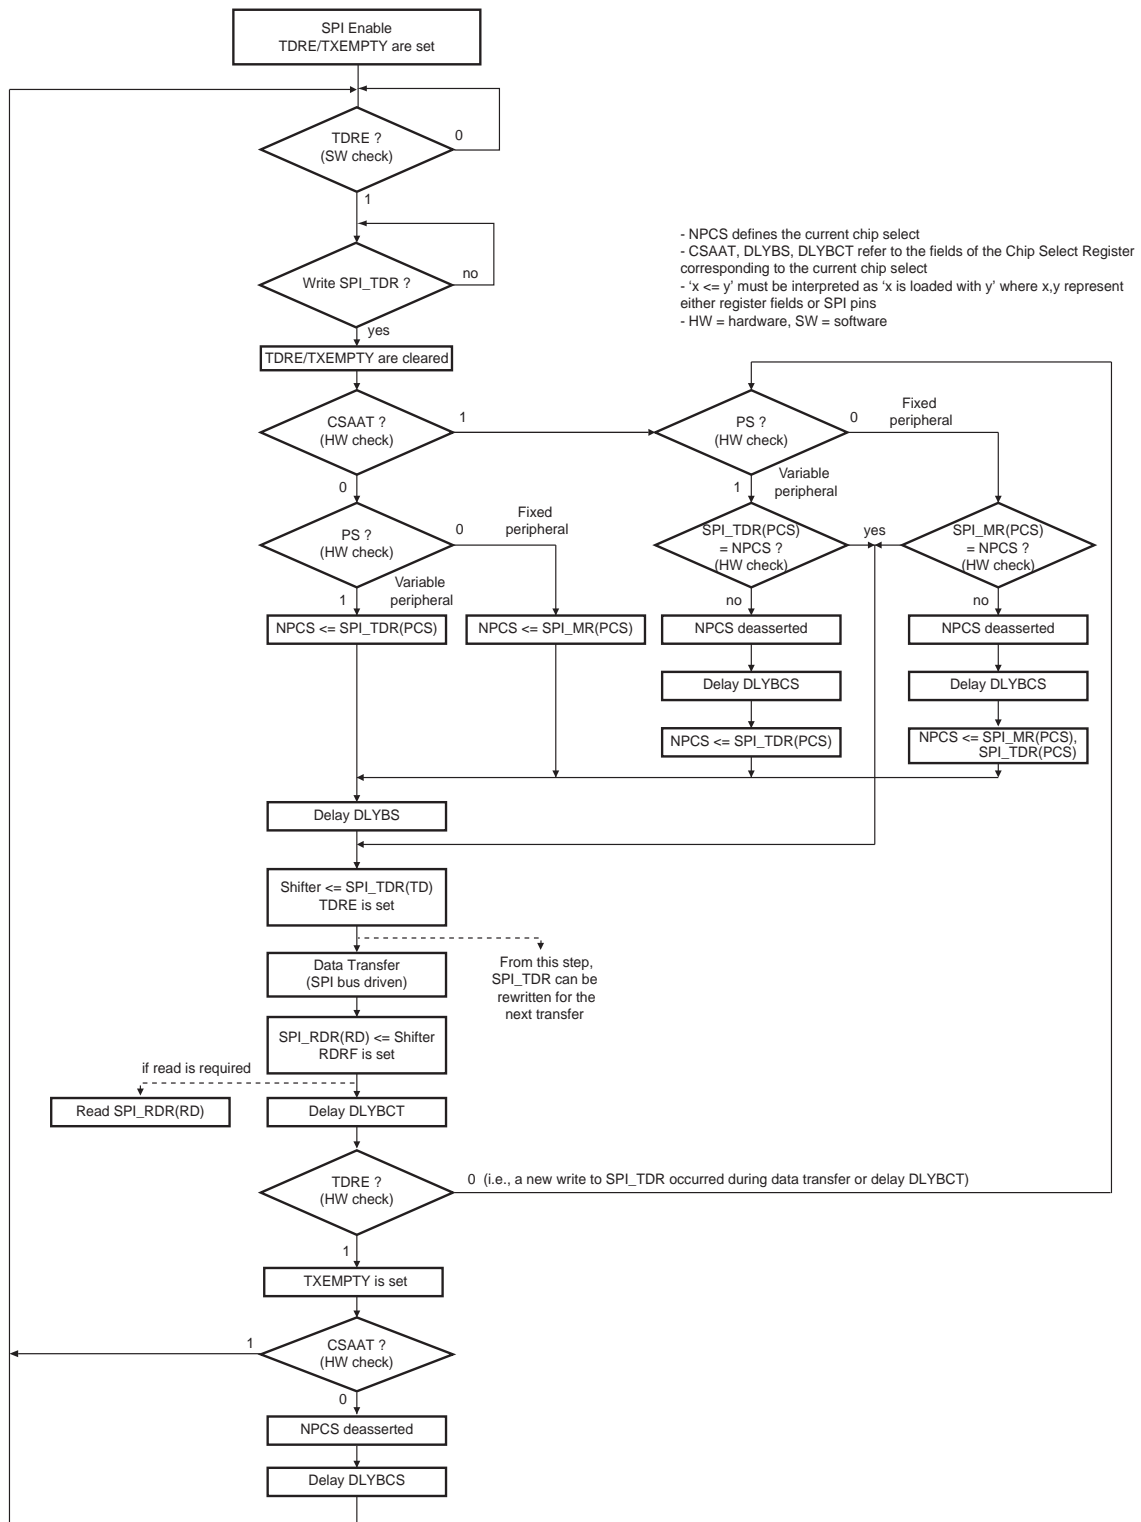 SPI Enable
TDRE/TXEMPTY are set
TDRE ?
(SW check)
0
1
Write SPI_TDR ?
no
yes
- NPCS defines the current chip select
- CSAAT, DLYBS, DLYBCT refer to the fields of the Chip Select Register
corresponding to the current chip select
- ‘x <= y’ must be interpreted as ‘x is loaded with y’ where x,y represent
either register fields or SPI pins
- HW = hardware, SW = software
TDRE/TXEMPTY are cleared
CSAAT ?
(HW check)
1
0
PS ?
(HW check)
0
Fixed
peripheral
1
Variable
peripheral
PS ?
(HW check)
0
Fixed
peripheral
1
Variable
peripheral
SPI_TDR(PCS)
= NPCS ?
(HW check)
yes
no
SPI_MR(PCS)
= NPCS ?
(HW check)
no
NPCS <= SPI_TDR(PCS)
NPCS <= SPI_MR(PCS)
NPCS deasserted
NPCS deasserted
Delay DLYBCS
Delay DLYBCS
NPCS <= SPI_TDR(PCS)
NPCS <= SPI_MR(PCS),
SPI_TDR(PCS)
Delay DLYBS
Shifter <= SPI_TDR(TD)
TDRE is set
Data Transfer
(SPI bus driven)
From this step,
SPI_TDR can be
rewritten for the
next transfer
SPI_RDR(RD) <= Shifter
RDRF is set
if read is required
Read SPI_RDR(RD)
Delay DLYBCT
TDRE ?
(HW check)
0 (i.e., a new write to SPI_TDR occurred during data transfer or delay DLYBCT)
1
TXEMPTY is set
CSAAT ?
(HW check)
1
0
NPCS deasserted
Delay DLYBCS